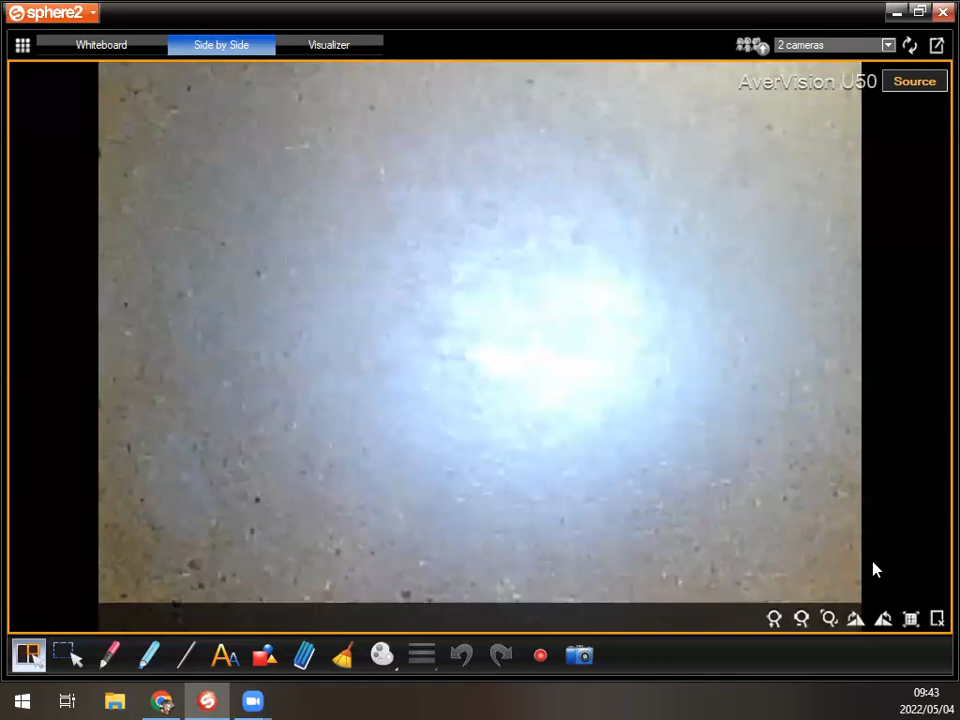 sphere2
Whiteboard
Side by Side
Visualizer
2 cameras
AverVision U50
Source
09:43
2022/05/04